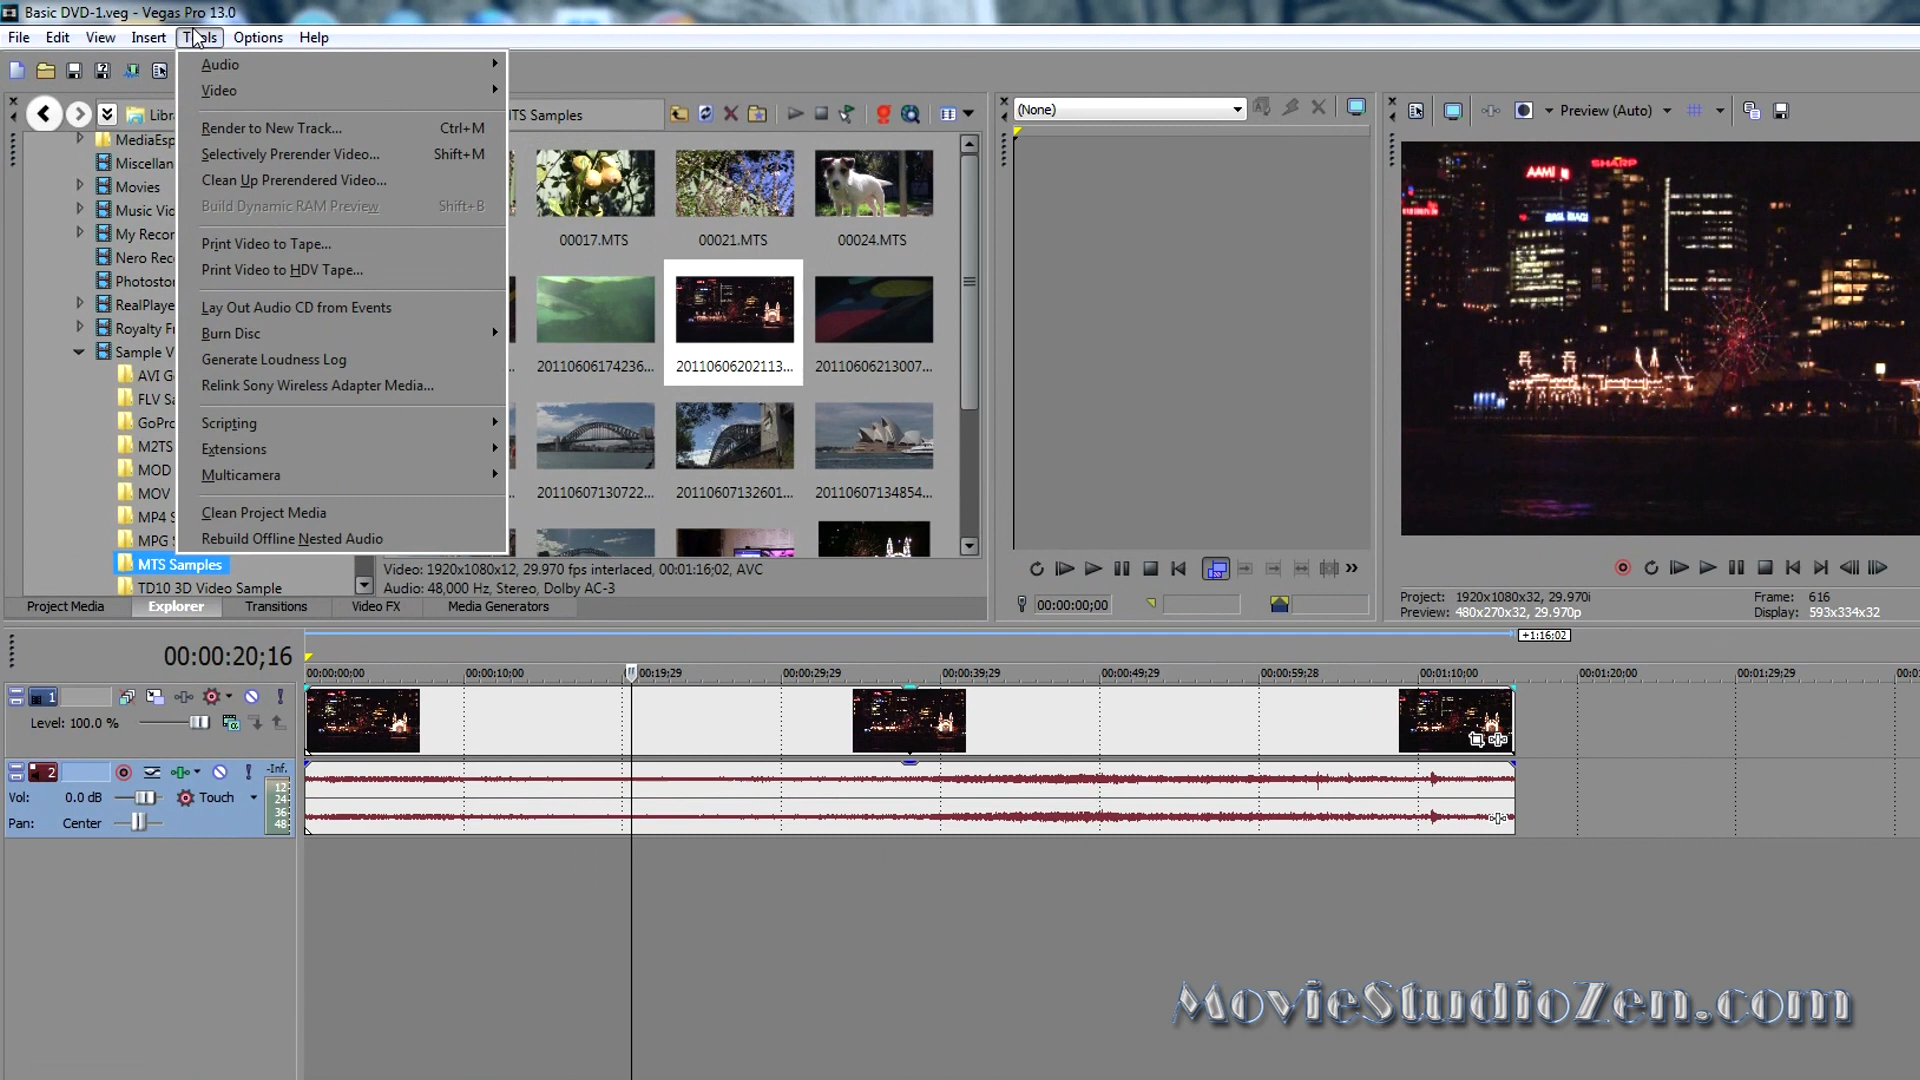 Basic DVD-1.veg - Vegas Pro 13.0
File Edit View Insert Tools Options Help
Audio
Video
Render to New Track... Ctrl+M
Selectively Prerender Video... Shift+M
Clean Up Prerendered Video...
Build Dynamic RAM Preview Shift+B
Print Video to Tape...
Print Video to HDV Tape...
Lay Out Audio CD from Events
Burn Disc
Generate Loudness Log
Relink Sony Wireless Adapter Media...
Scripting
Extensions
Multicamera
Clean Project Media
Rebuild Offline Nested Audio
Libra
MTS Samples
MediaEsp
Miscellan
Movies
Music Vid
My Recor
Nero Rec
Photostor
RealPlaye
Royalty Fr
Sample V
AVI G
FLV Sa
GoPro
M2TS
MOD
MOV
MP4 S
MPG S
MTS Samples
TD10 3D Video Sample
00017.MTS 00021.MTS 00024.MTS
20110606174236... 20110606202113... 20110606213007...
20110607130722... 20110607132601... 20110607134854...
Video: 1920x1080x12, 29.970 fps interlaced, 00:01:16;02, AVC
Audio: 48,000 Hz, Stereo, Dolby AC-3
Project Media Explorer Transitions Video FX Media Generators
(None)
00:00:00;00
Preview (Auto)
AAMI SHARP
Project: 1920x1080x32, 29.970i
Preview: 480x270x32, 29.970p
Frame: 616
Display: 593x334x32
+1:16:02
00:00:20;16
00:00:00;00 00:00:10;00 00:00:19;29 00:00:29;29 00:00:39;29 00:00:49;29 00:00:59;28 00:01:10;00 00:01:20;00 00:01:29;29 00:0
1
Level: 100.0 %
2
-Inf.
12
24
36
48
Vol: 0.0 dB Touch
Pan: Center
MovieStudioZen.com